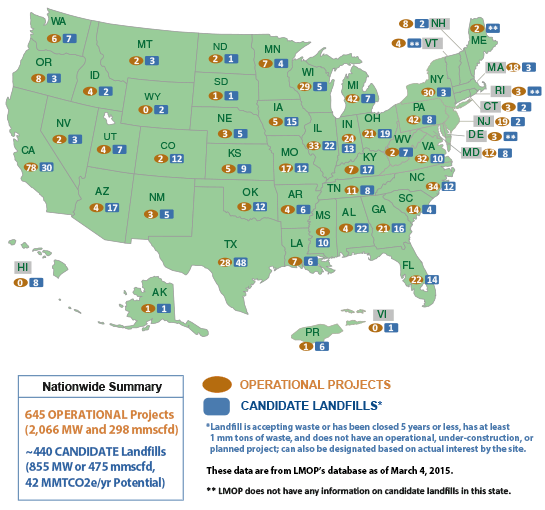 WA
6 7
OR
8 3
CA
78 30
NV
2 3
ID
4 2
MT
2 3
WY
0 2
UT
4 7
AZ
4 17
CO
2 12
NM
3 5
ND
2 1
SD
1 1
NE
3 5
KS
5 9
OK
5 12
TX
28 48
MN
7 4
IA
5 15
MO
17 12
AR
4 6
LA
7 6
WI
29 5
IL
33 22
MI
42 7
IN
24
13
OH
21 19
KY
7 17
TN 11 8
MS
6
10
AL
4 22
GA
21 16
FL
22 14
SC
14 4
NC
34 12
VA
32 10
WV
2 7
PA
42 8
NY
30 3
8 2 NH
4 ** VT
ME
2 **
MA 18 3
RI 3 **
CT 3 2
NJ 19 2
DE 3 **
MD 12 8
HI
0 8
AK
1 1
PR
1 6
VI
0 1
Nationwide Summary
645 OPERATIONAL Projects
(2,066 MW and 298 mmscfd)
~440 CANDIDATE Landfills
(855 MW or 475 mmscfd,
42 MMTCO2e/yr Potential)
OPERATIONAL PROJECTS
CANDIDATE LANDFILLS*
*Landfill is accepting waste or has been closed 5 years or less, has at least
1 mm tons of waste, and does not have an operational, under-construction, or
planned project; can also be designated based on actual interest by the site.
These data are from LMOP's database as of March 4, 2015.
** LMOP does not have any information on candidate landfills in this state.